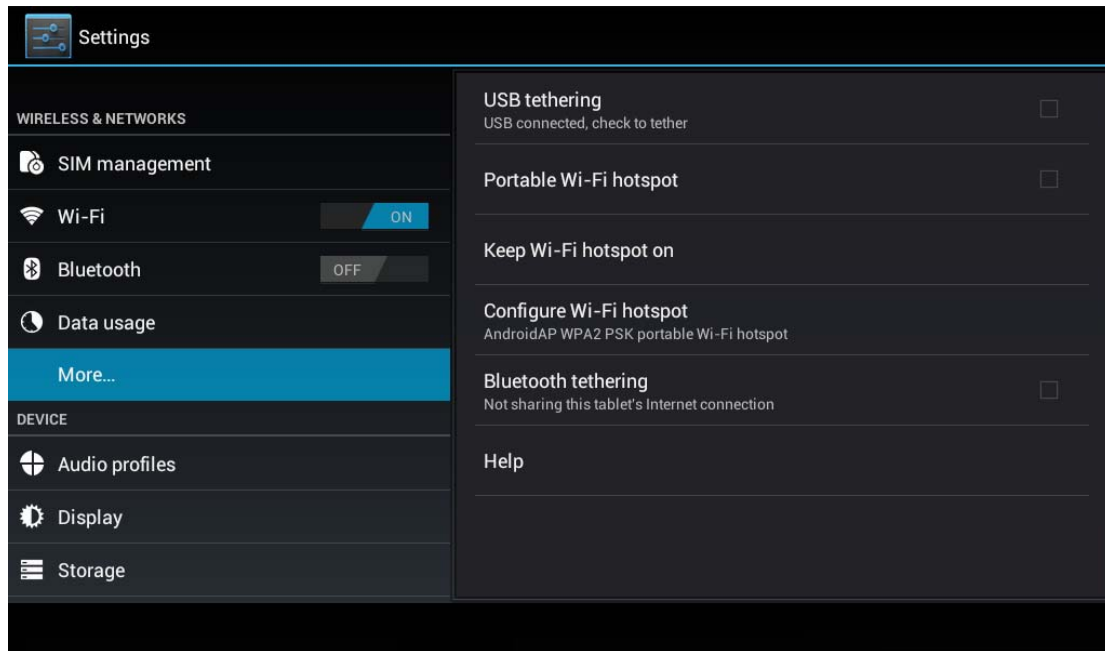 Settings
WIRELESS & NETWORKS
SIM management
Wi-Fi ON
Bluetooth OFF
Data usage
More...
DEVICE
Audio profiles
Display
Storage
USB tethering
USB connected, check to tether
Portable Wi-Fi hotspot
Keep Wi-Fi hotspot on
Configure Wi-Fi hotspot
AndroidAP WPA2 PSK portable Wi-Fi hotspot
Bluetooth tethering
Not sharing this tablet's Internet connection
Help